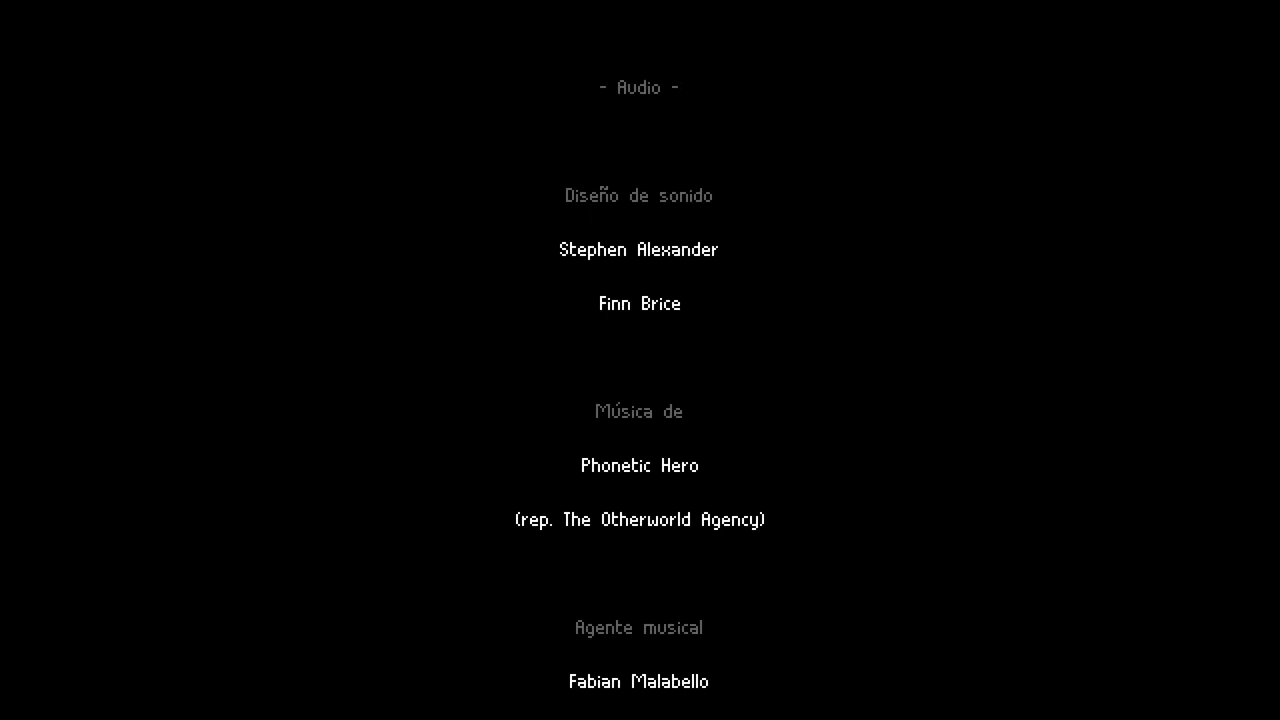 - Audio -
Diseño de sonido
Stephen Alexander
Finn Brice
Música de
Phonetic Hero
(rep. The Otherworld Agency)
Agente musical
Fabian Malabello